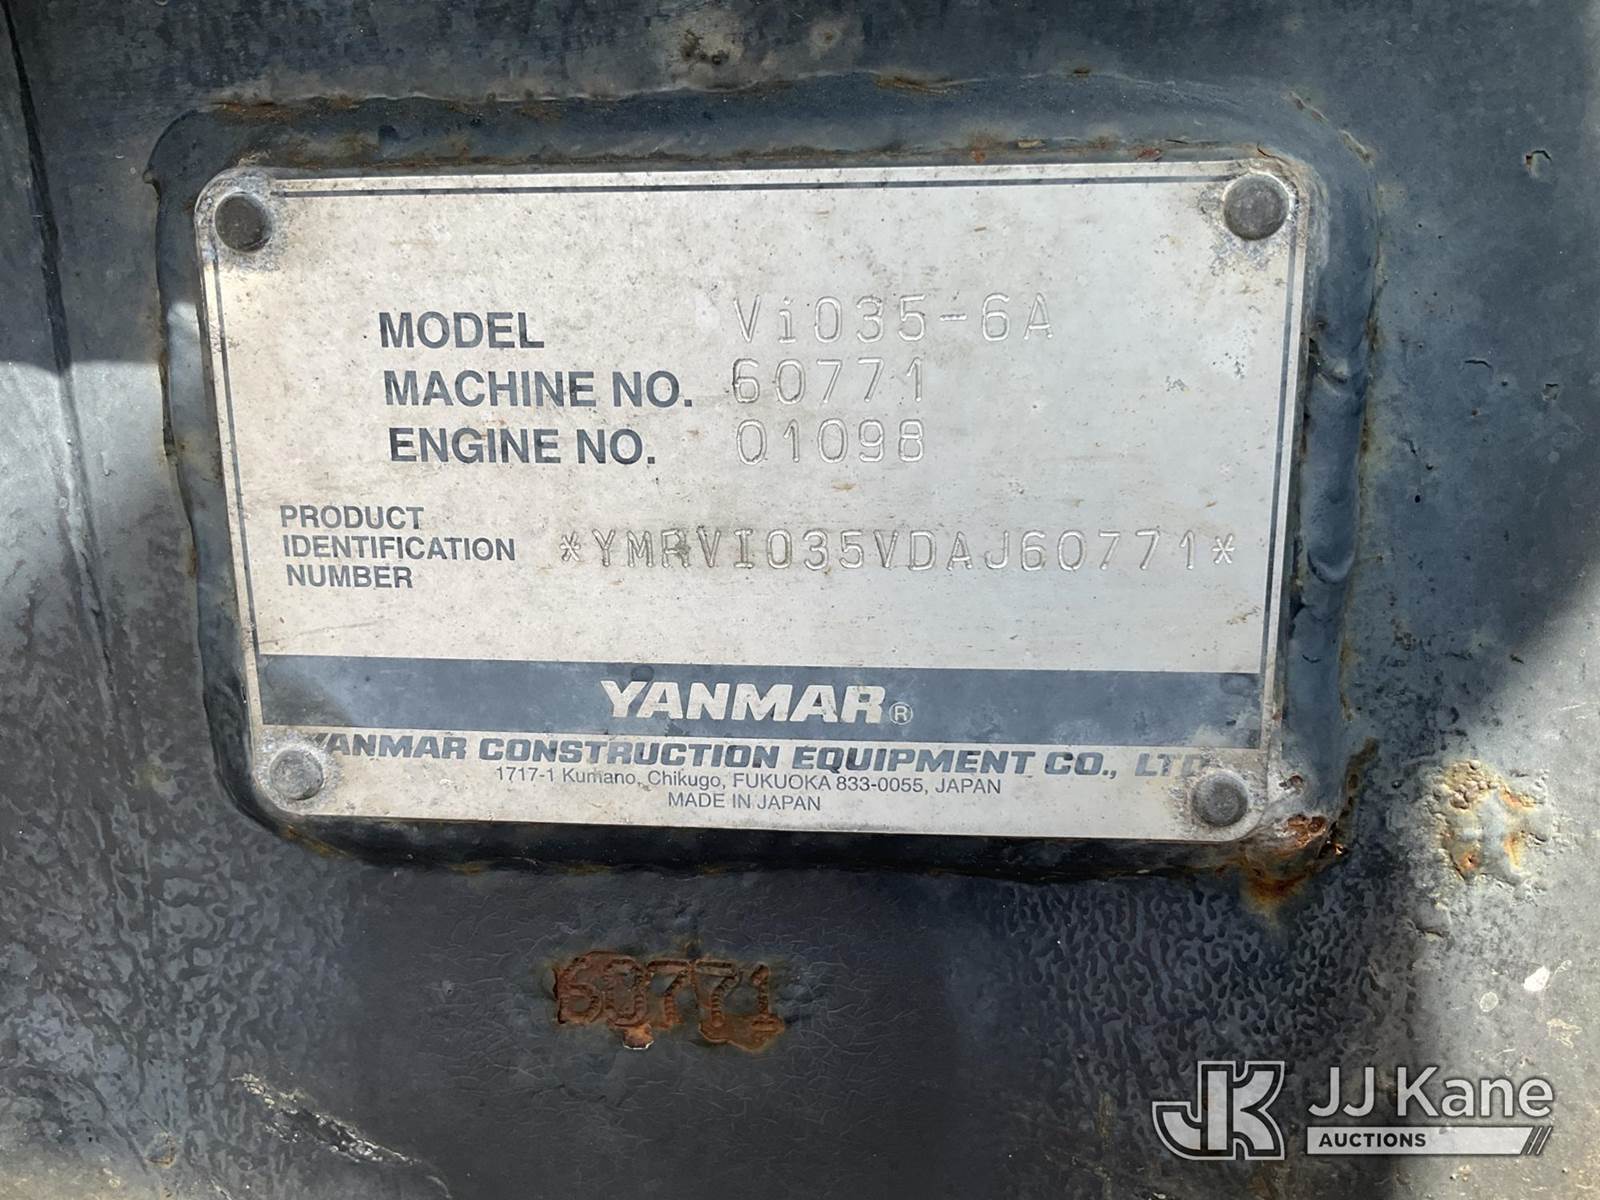 MODEL ViO35-6A
MACHINE NO. 60771
ENGINE NO. 01098
PRODUCT
IDENTIFICATION
NUMBER
*YMRVIO35VDAJ60771*
YANMAR®
YANMAR CONSTRUCTION EQUIPMENT CO., LTD
1717-1 Kumano, Chikugo, FUKUOKA 833-0055, JAPAN
MADE IN JAPAN
60771
JK JJ Kane
AUCTIONS